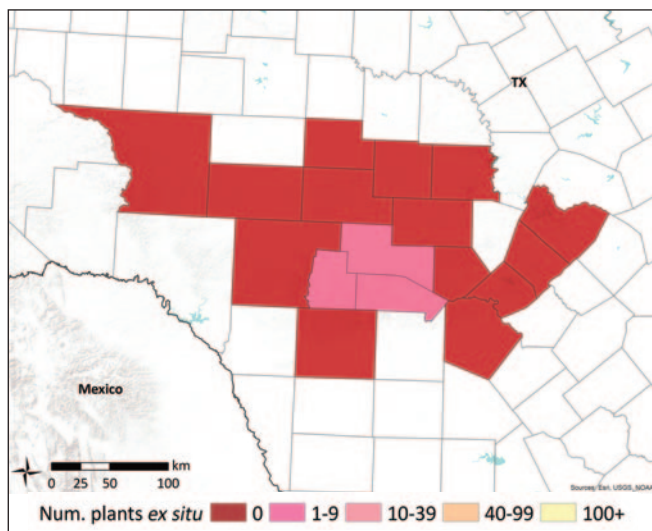 TX
Mexico
km
0 25 50 100
Sources: Esri, USGS, NOAA
Num. plants ex situ 0 1-9 10-39 40-99 100+